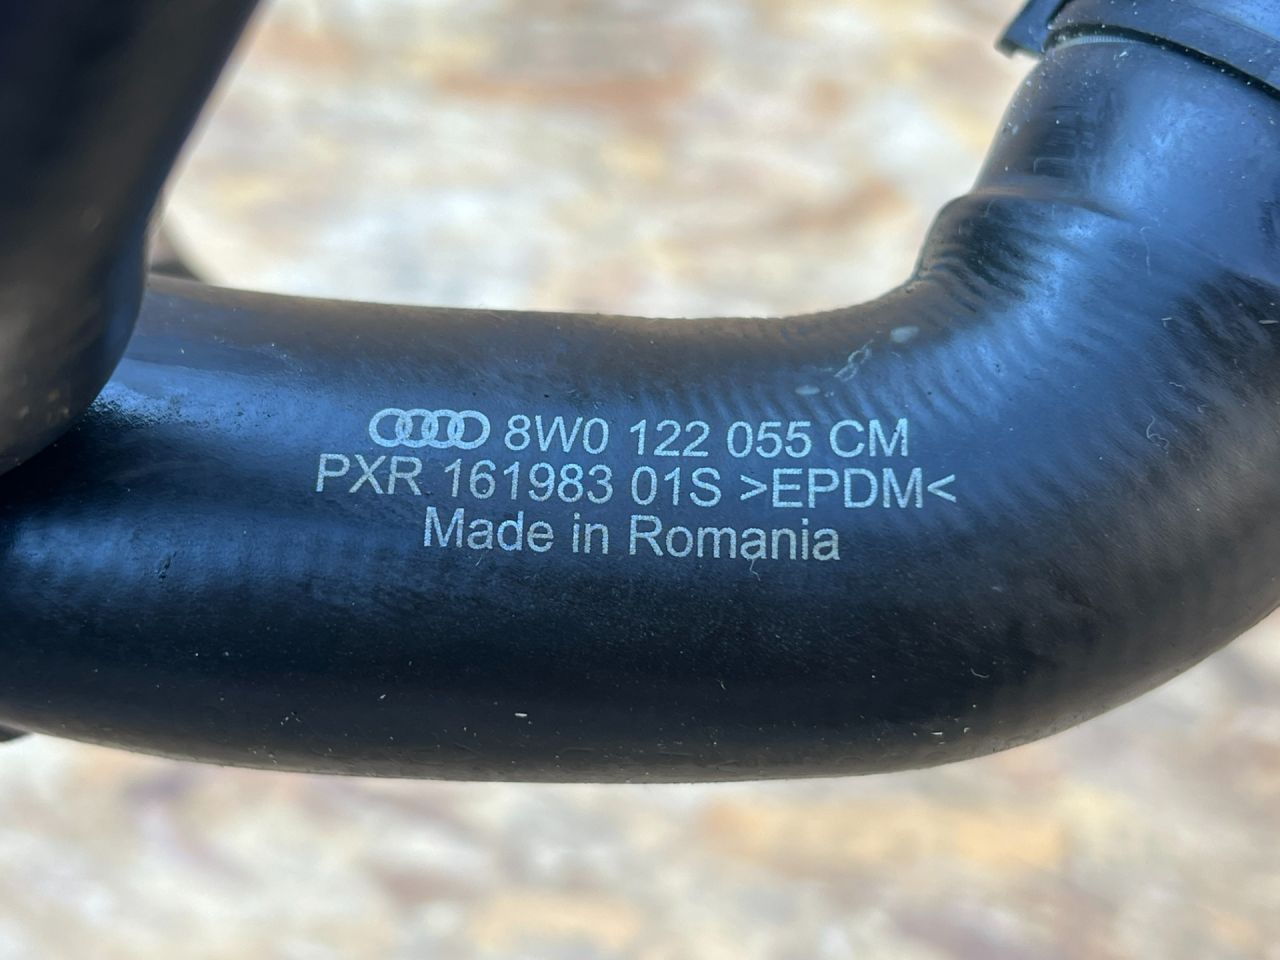 8W0 122 055 CM
PXR 161983 01S >EPDM<
Made in Romania